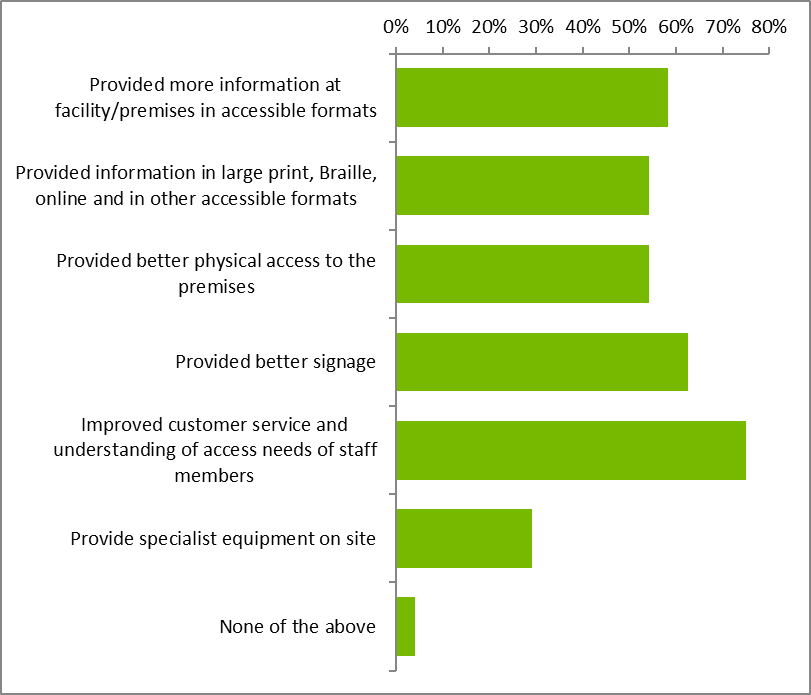 0% 10% 20% 30% 40% 50% 60% 70% 80%
Provided more information at
facility/premises in accessible formats
Provided information in large print, Braille,
online and in other accessible formats
Provided better physical access to the
premises
Provided better signage
Improved customer service and
understanding of access needs of staff
members
Provide specialist equipment on site
None of the above